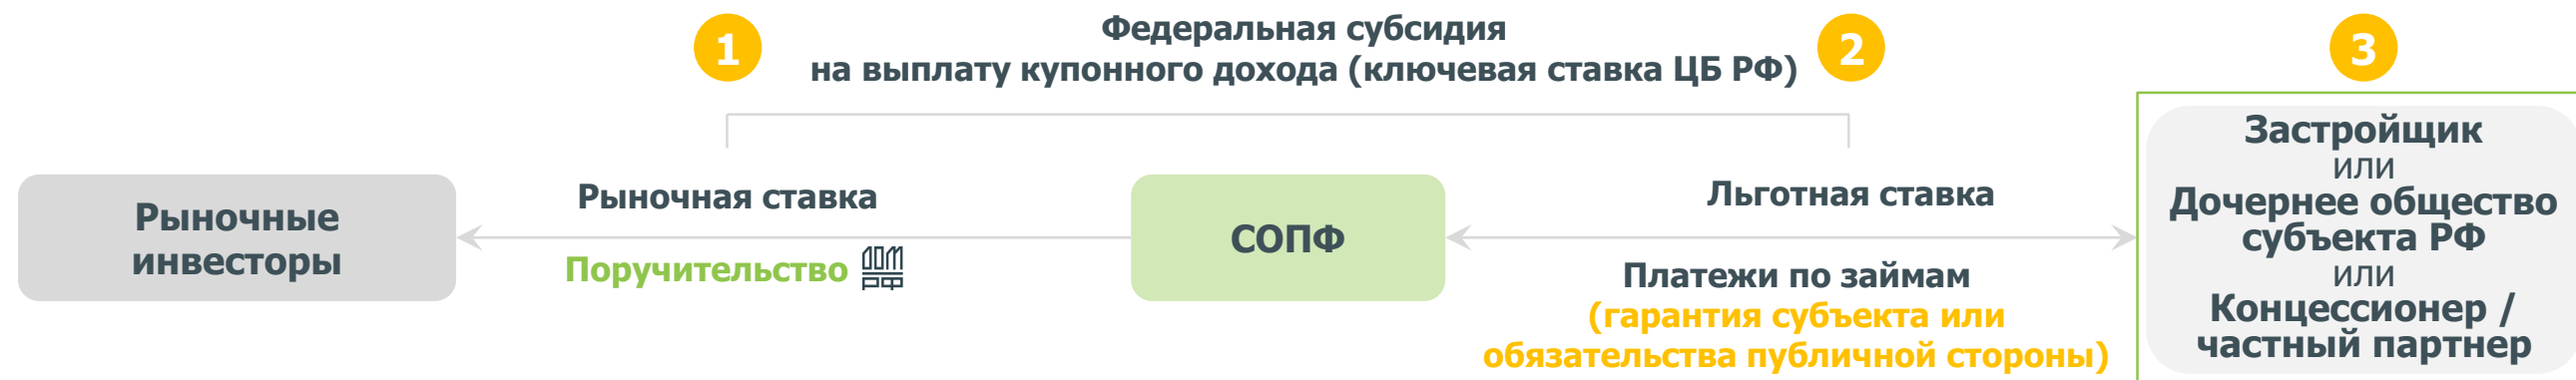 1
Федеральная субсидия
на выплату купонного дохода (ключевая ставка ЦБ РФ)
2
3
Рыночные
инвесторы
Рыночная ставка
Поручительство ДОМ
РФ
СОПФ
Льготная ставка
Платежи по займам
(гарантия субъекта или
обязательства публичной стороны)
Застройщик
или
Дочернее общество
субъекта РФ
или
Концессионер /
частный партнер